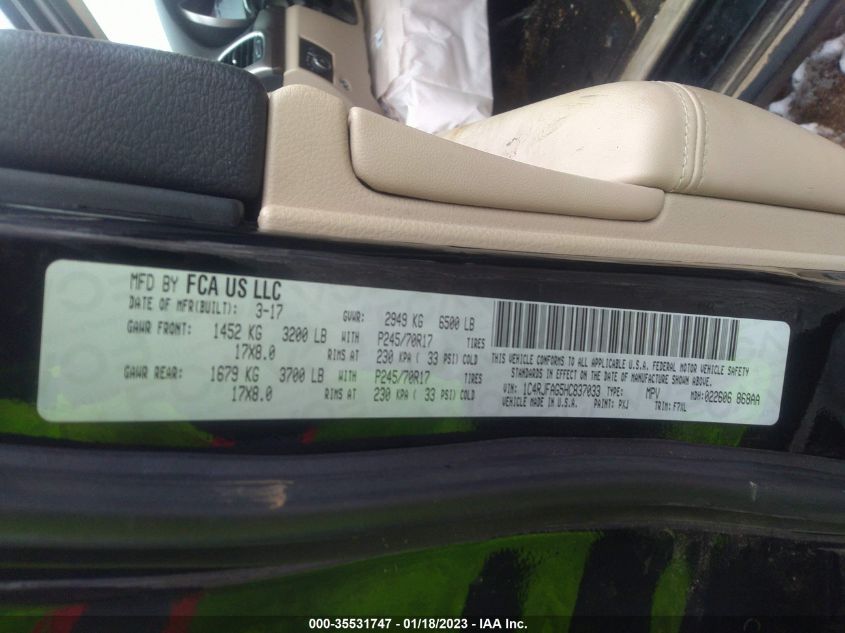 MFD BY FCA US LLC
DATE OF MFR(BUILT): 3-17 GVWR: 2949 KG 6500 LB
GAWR FRONT: 1452 KG 3200 LB WITH P245/70R17 TIRES
17X8.0 RIMS AT 230 KPA ( 33 PSI) COLD
GAWR REAR: 1679 KG 3700 LB WITH P245/70R17 TIRES
17X8.0 RIMS AT 230 KPA ( 33 PSI) COLD
THIS VEHICLE CONFORMS TO ALL APPLICABLE U.S.A. FEDERAL MOTOR VEHICLE SAFETY
STANDARDS IN EFFECT ON THE DATE OF MANUFACTURE SHOWN ABOVE.
VIN: 1C4RJFAG5HC837033 TYPE: MPV MDH: 022606 868AA
VEHICLE MADE IN U.S.A. PAINT: PXJ TRIM: F7XL
000-35531747 - 01/18/2023 - IAA Inc.